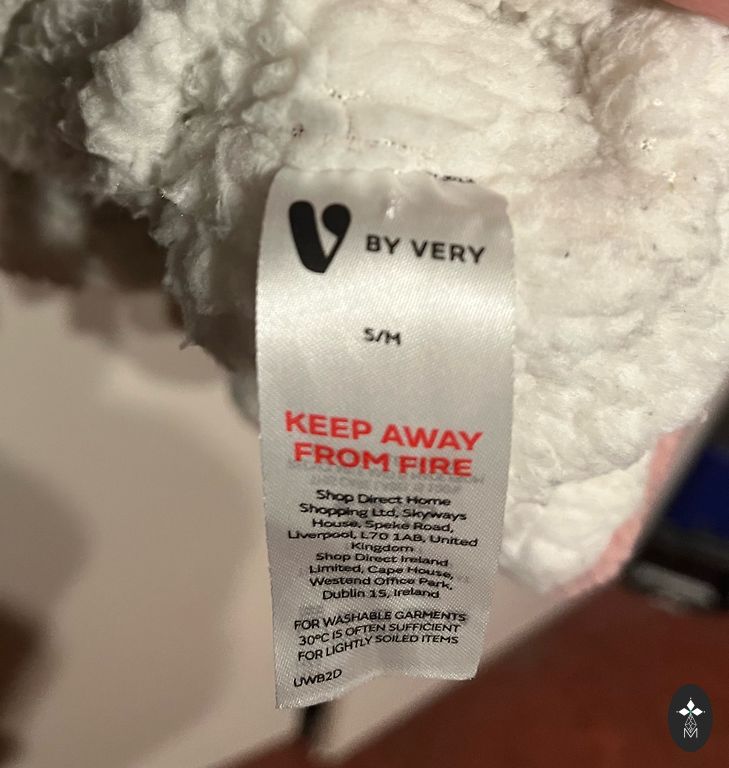 V BY VERY
S/M
KEEP AWAY
FROM FIRE
Shop Direct Home
Shopping Ltd, Skyways
House, Speke Road,
Liverpool, L70 1AB, United
Kingdom
Shop Direct Ireland
Limited, Cape House,
Westend Office Park,
Dublin 15, Ireland
FOR WASHABLE GARMENTS
30°C IS OFTEN SUFFICIENT
FOR LIGHTLY SOILED ITEMS
UWB2D
M